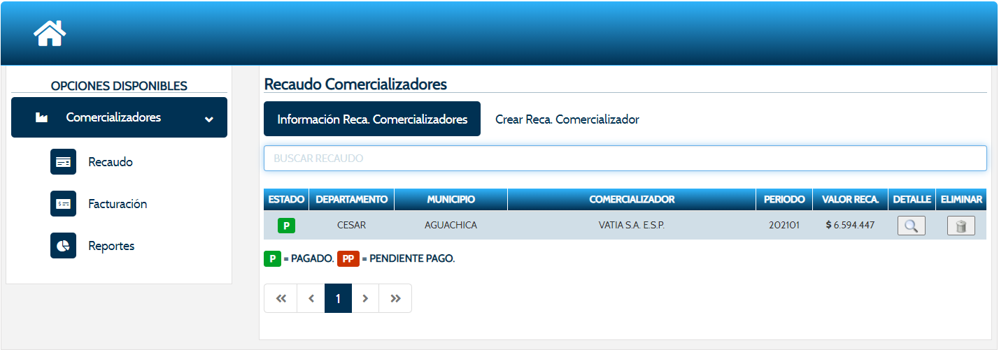 OPCIONES DISPONIBLES
Comercializadores
Recaudo
Facturación
Reportes
Recaudo Comercializadores
Información Reca. Comercializadores Crear Reca. Comercializador
BUSCAR RECAUDO
ESTADO DEPARTAMENTO MUNICIPIO COMERCIALIZADOR PERIODO VALOR RECA. DETALLE ELIMINAR
P CESAR AGUACHICA VATIA S.A. E.S.P. 202101 $ 6.594.447
P = PAGADO. PP = PENDIENTE PAGO.
1